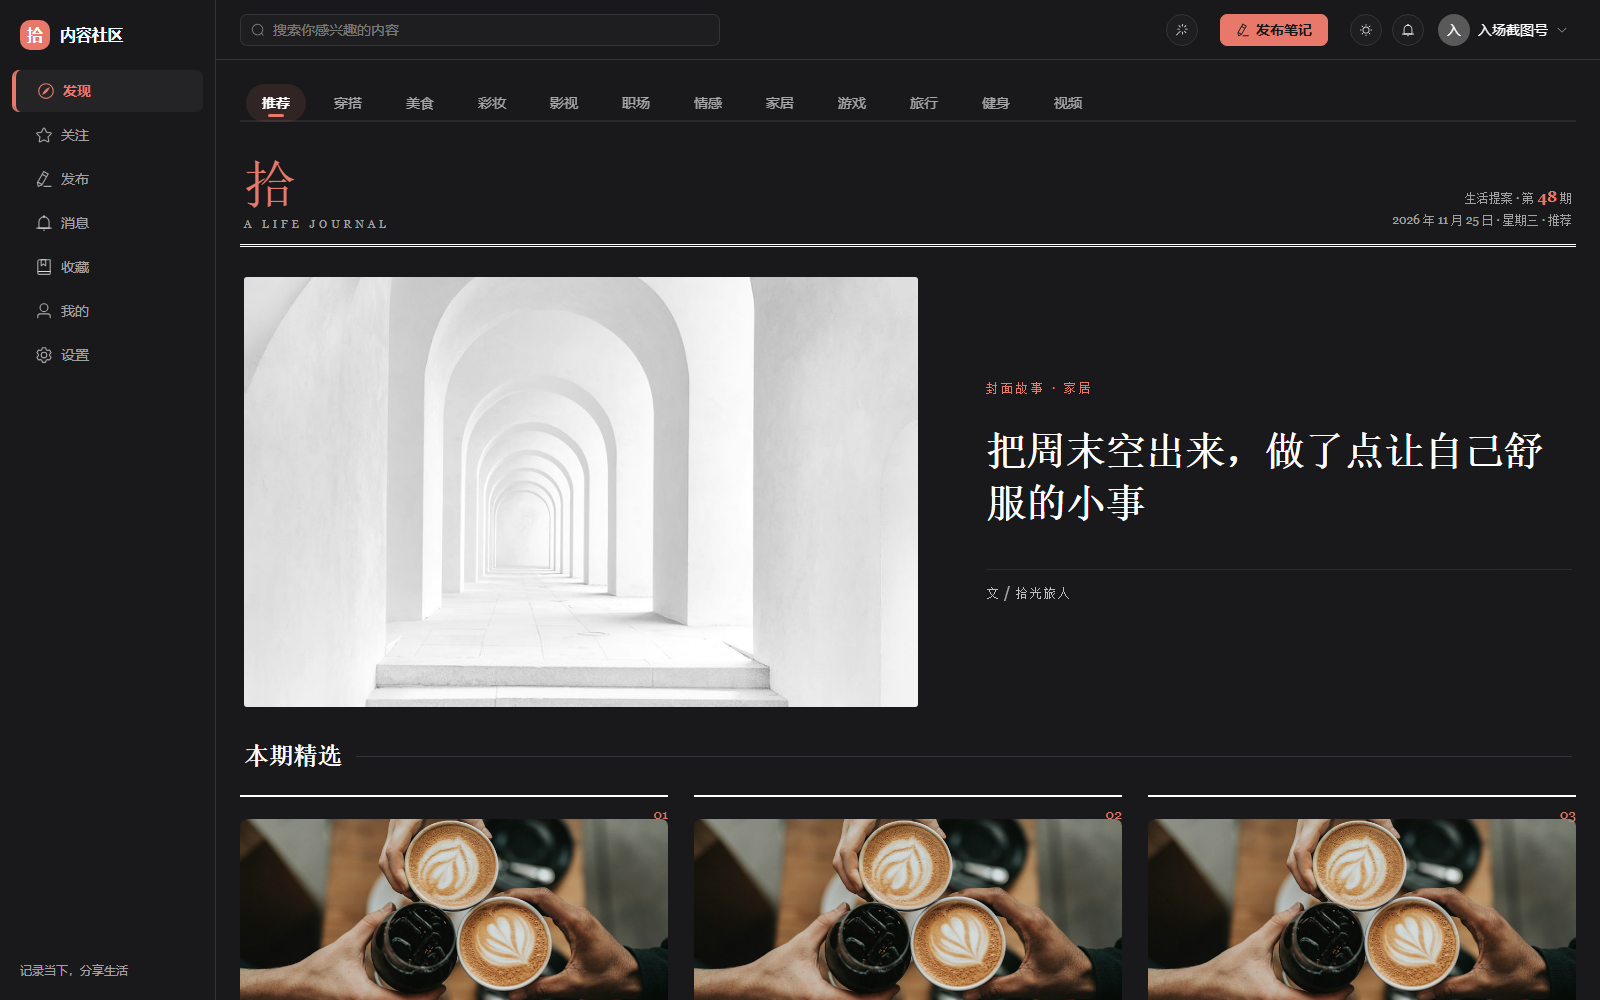 拾 内容社区
搜索你感兴趣的内容
发布笔记
入 入场截图号
发现
关注
发布
消息
收藏
我的
设置
记录当下，分享生活
推荐 穿搭 美食 彩妆 影视 职场 情感 家居 游戏 旅行 健身 视频
拾
A LIFE JOURNAL
生活提案 · 第 48 期
2026 年 11 月 25 日 · 星期三 · 推荐
封面故事 · 家居
把周末空出来，做了点让自己舒
服的小事
文 / 拾光旅人
本期精选
01
02
03